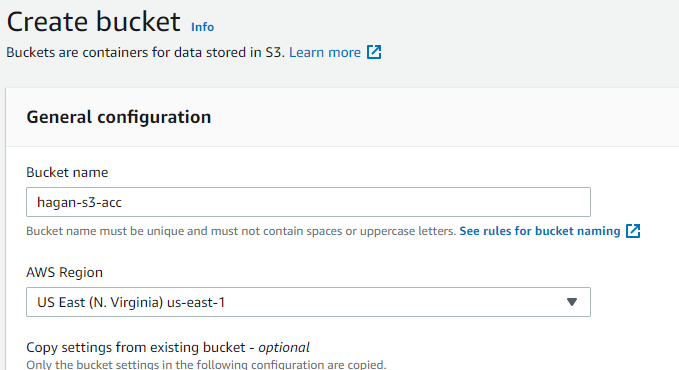 Create bucket Info
Buckets are containers for data stored in S3. Learn more
General configuration
Bucket name
hagan-s3-acc
Bucket name must be unique and must not contain spaces or uppercase letters. See rules for bucket naming
AWS Region
US East (N. Virginia) us-east-1
Copy settings from existing bucket - optional
Only the bucket settings in the following configuration are copied.